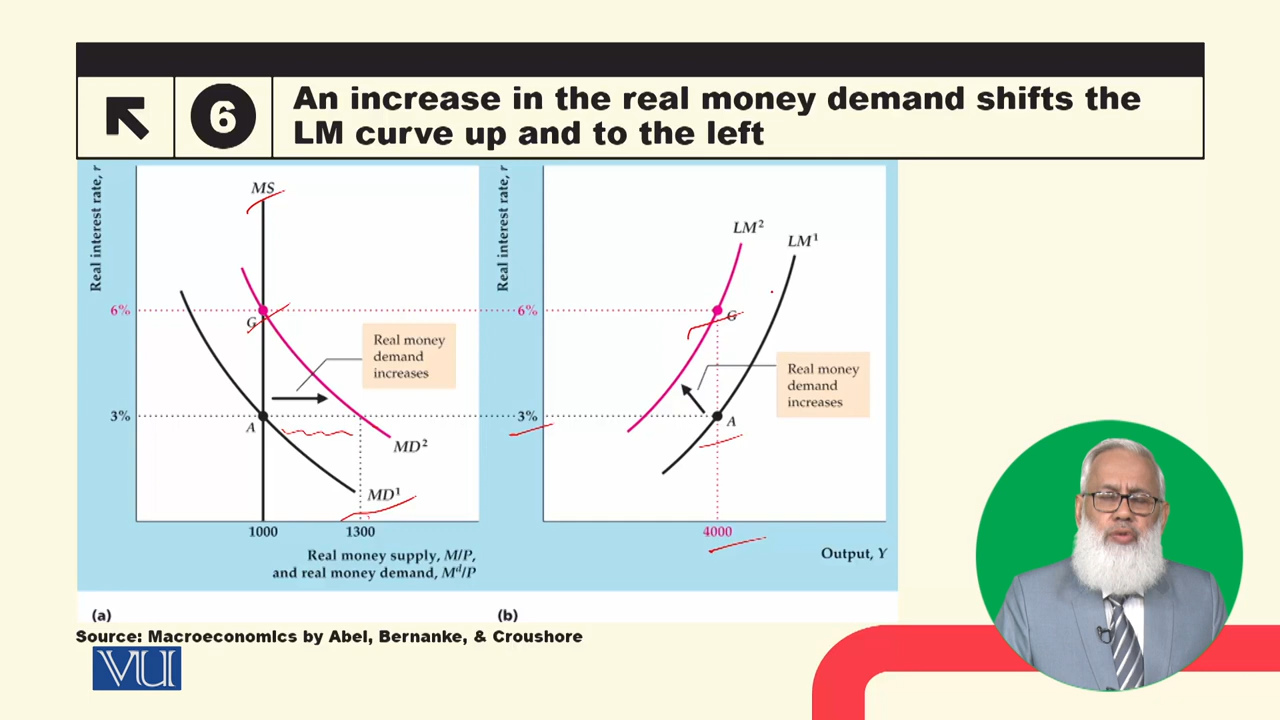 6
An increase in the real money demand shifts the
LM curve up and to the left
Real interest rate, r
MS
6%
G
Real money
demand
increases
3%
A
MD²
MD¹
1000
1300
Real money supply, M/P,
and real money demand, Mᵈ/P
(a)
Real interest rate, r
LM²
LM¹
6%
G
Real money
demand
increases
3%
A
4000
Output, Y
(b)
Source: Macroeconomics by Abel, Bernanke, & Croushore
VU